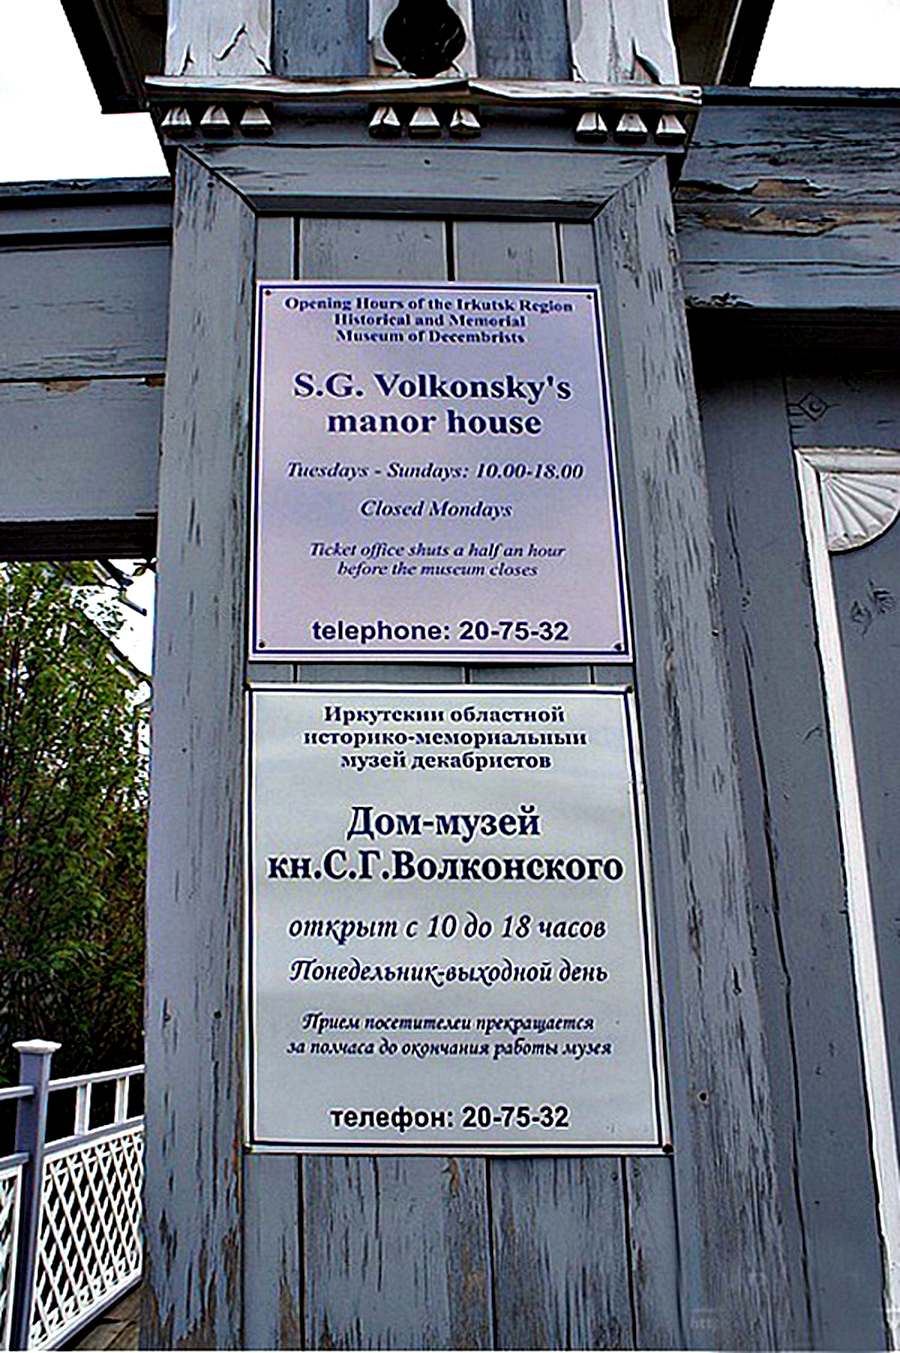 Opening Hours of the Irkutsk Region
Historical and Memorial
Museum of Decembrists
S.G. Volkonsky's
manor house
Tuesdays - Sundays: 10.00-18.00
Closed Mondays
Ticket office shuts a half an hour
before the museum closes
telephone: 20-75-32
Иркутский областной
историко-мемориальный
музей декабристов
Дом-музей
кн.С.Г.Волконского
открыт с 10 до 18 часов
Понедельник-выходной день
Прием посетителей прекращается
за полчаса до окончания работы музея
телефон: 20-75-32